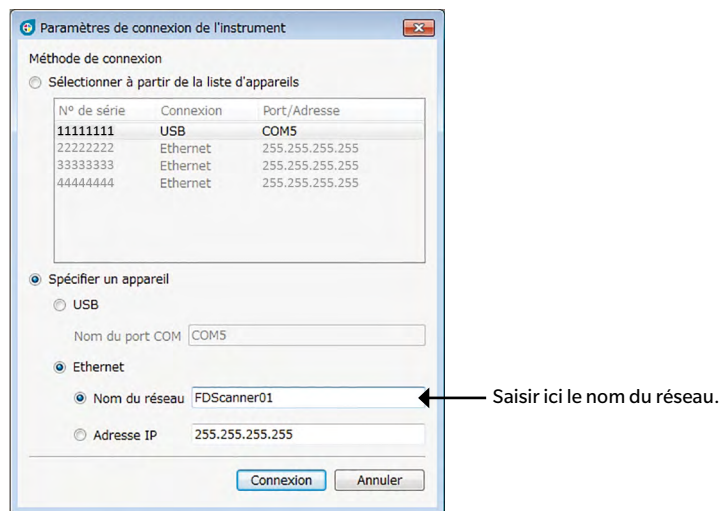 Paramètres de connexion de l'instrument
Méthode de connexion
Sélectionner à partir de la liste d'appareils
Nº de série Connexion Port/Adresse
11111111 USB COM5
22222222 Ethernet 255.255.255.255
33333333 Ethernet 255.255.255.255
44444444 Ethernet 255.255.255.255
Spécifier un appareil
USB
Nom du port COM COM5
Ethernet
Nom du réseau FDScanner01
Saisir ici le nom du réseau.
Adresse IP 255.255.255.255
Connexion Annuler